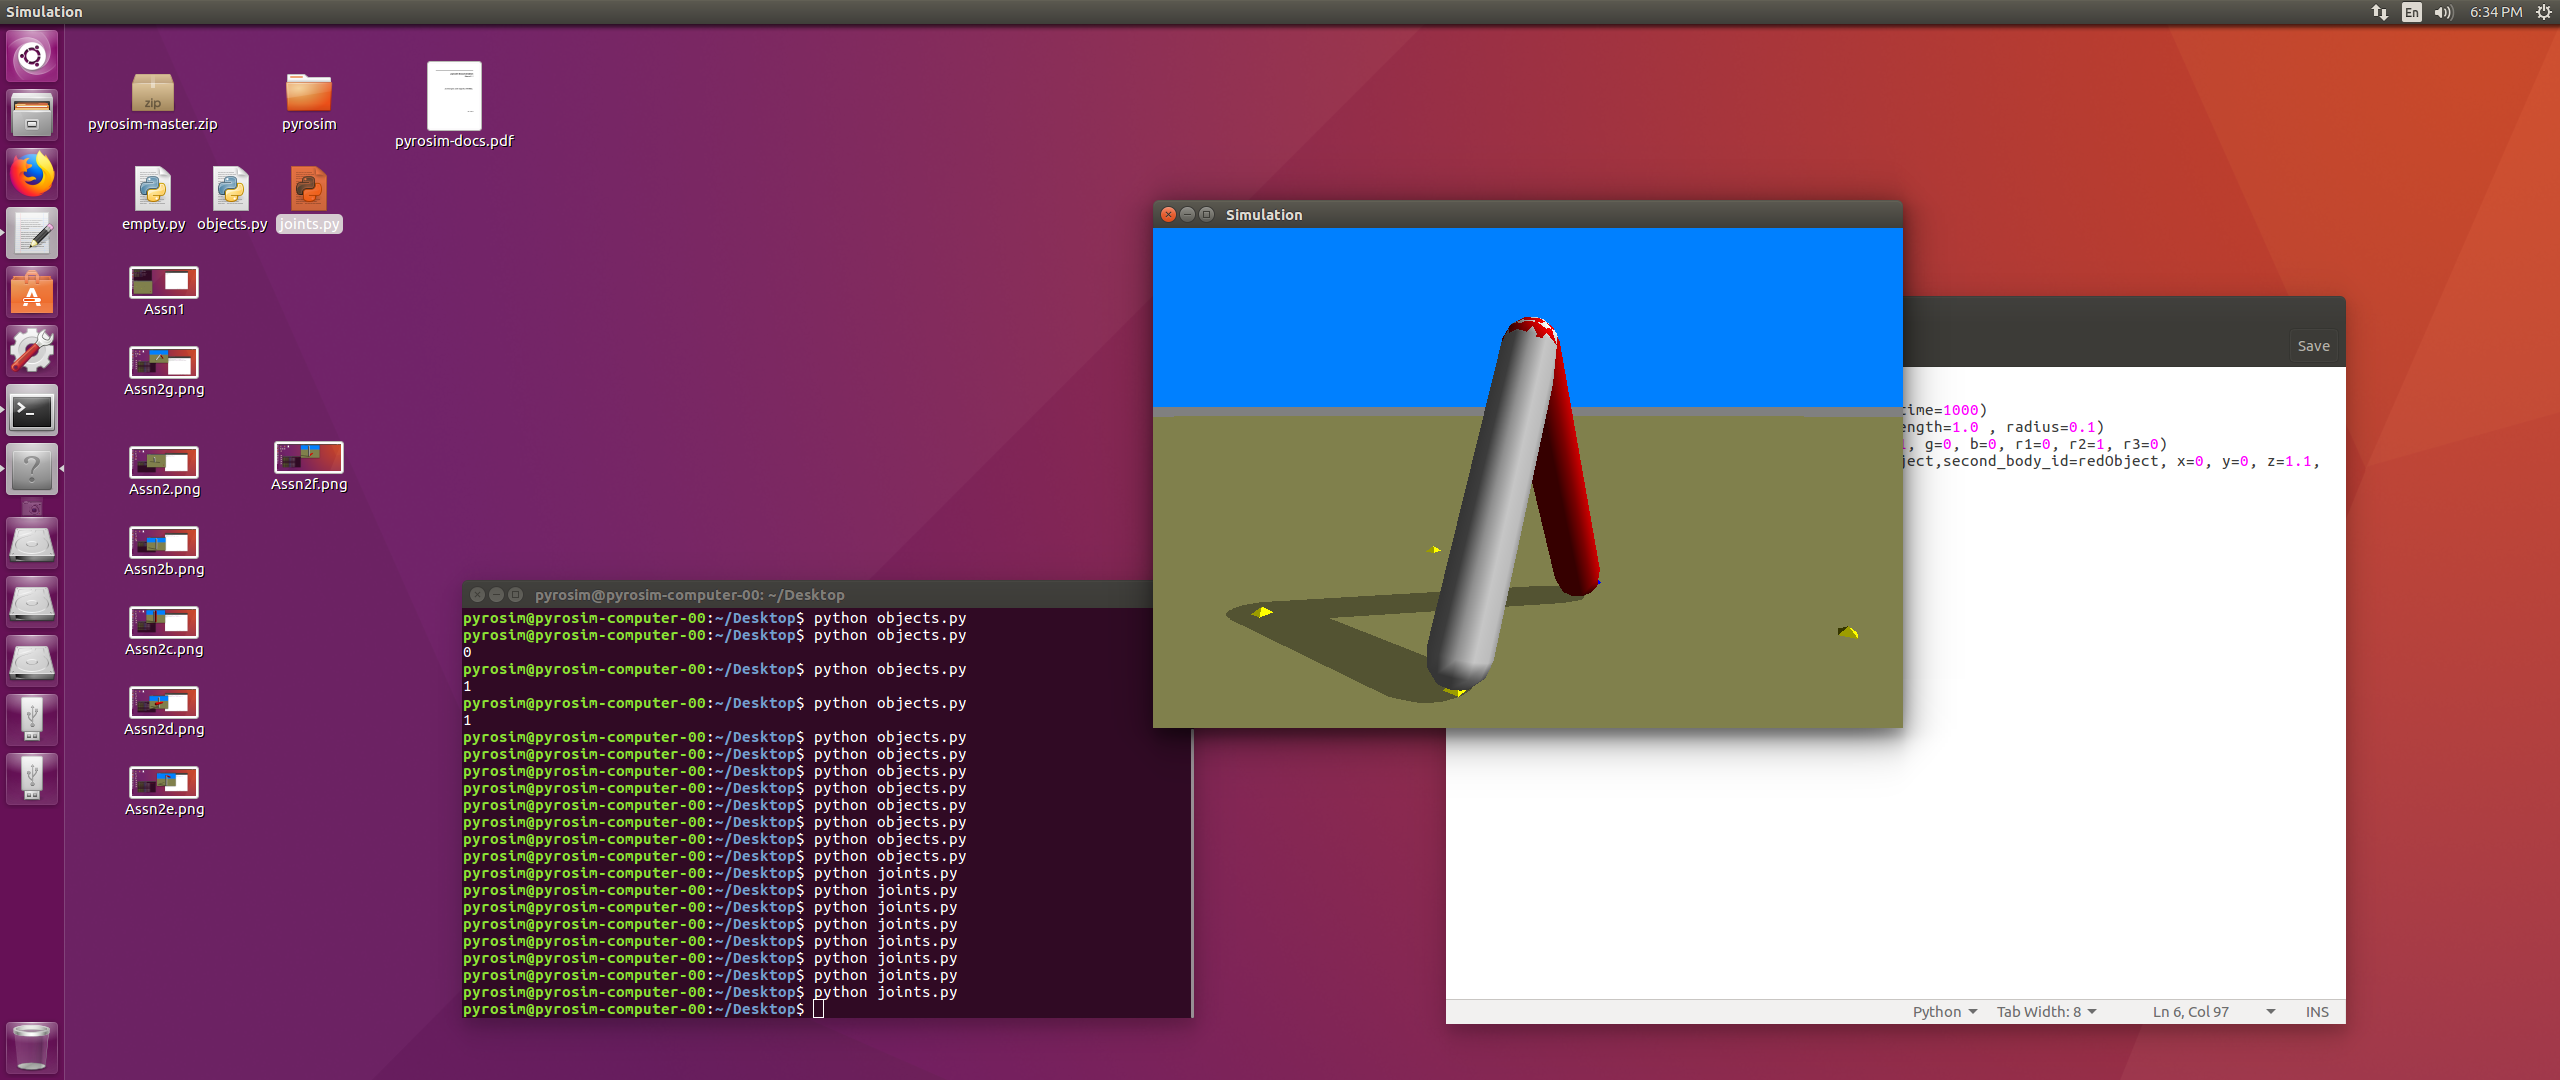 Simulation
En
6:34 PM
zip
pyrosim-master.zip
pyrosim
pyrosim-docs.pdf
empty.py
objects.py
joints.py
Assn1
Assn2g.png
Assn2.png
Assn2f.png
Assn2b.png
Assn2c.png
Assn2d.png
Assn2e.png
Simulation
Save
time=1000)
ength=1.0 , radius=0.1)
, g=0, b=0, r1=0, r2=1, r3=0)
ject,second_body_id=redObject, x=0, y=0, z=1.1,
Python
Tab Width: 8
Ln 6, Col 97
INS
pyrosim@pyrosim-computer-00: ~/Desktop
pyrosim@pyrosim-computer-00:~/Desktop$ python objects.py
pyrosim@pyrosim-computer-00:~/Desktop$ python objects.py
0
pyrosim@pyrosim-computer-00:~/Desktop$ python objects.py
1
pyrosim@pyrosim-computer-00:~/Desktop$ python objects.py
1
pyrosim@pyrosim-computer-00:~/Desktop$ python objects.py
pyrosim@pyrosim-computer-00:~/Desktop$ python objects.py
pyrosim@pyrosim-computer-00:~/Desktop$ python objects.py
pyrosim@pyrosim-computer-00:~/Desktop$ python objects.py
pyrosim@pyrosim-computer-00:~/Desktop$ python objects.py
pyrosim@pyrosim-computer-00:~/Desktop$ python objects.py
pyrosim@pyrosim-computer-00:~/Desktop$ python objects.py
pyrosim@pyrosim-computer-00:~/Desktop$ python objects.py
pyrosim@pyrosim-computer-00:~/Desktop$ python joints.py
pyrosim@pyrosim-computer-00:~/Desktop$ python joints.py
pyrosim@pyrosim-computer-00:~/Desktop$ python joints.py
pyrosim@pyrosim-computer-00:~/Desktop$ python joints.py
pyrosim@pyrosim-computer-00:~/Desktop$ python joints.py
pyrosim@pyrosim-computer-00:~/Desktop$ python joints.py
pyrosim@pyrosim-computer-00:~/Desktop$ python joints.py
pyrosim@pyrosim-computer-00:~/Desktop$ python joints.py
pyrosim@pyrosim-computer-00:~/Desktop$